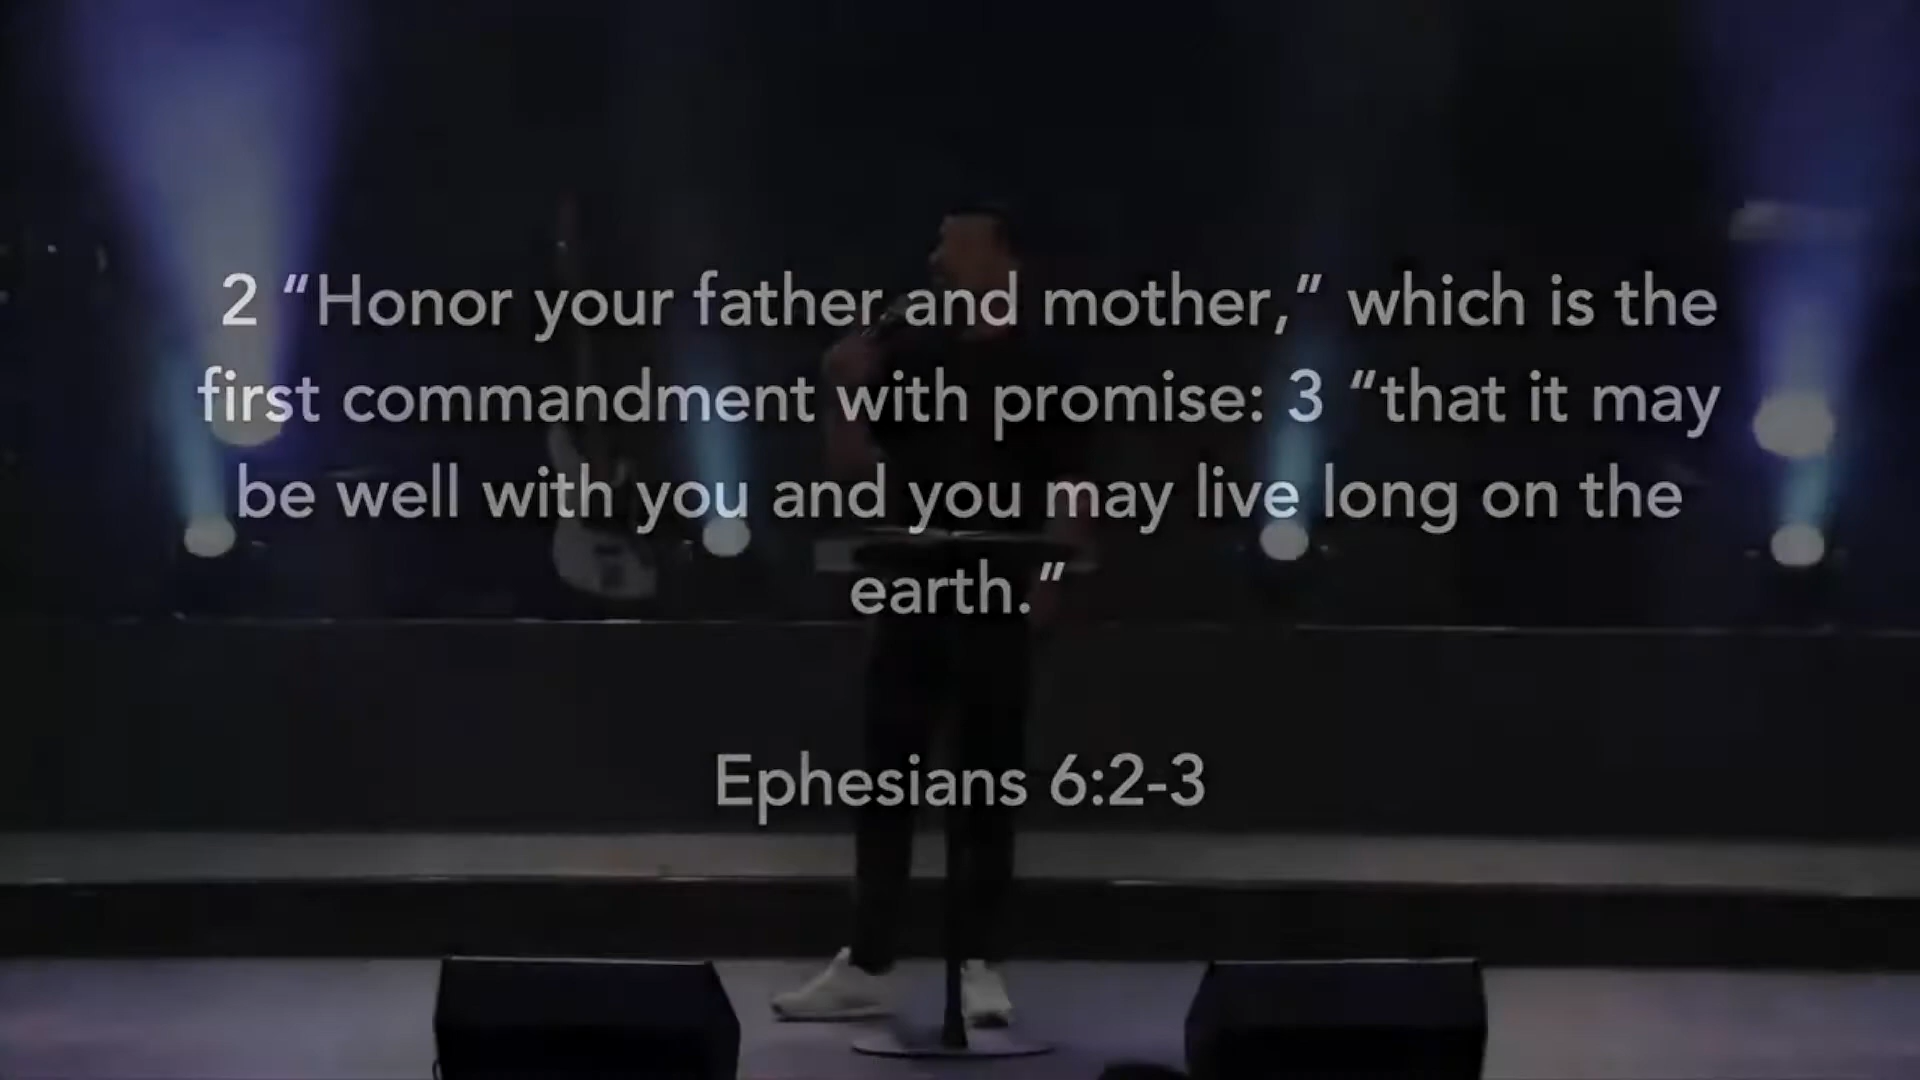 2 “Honor your father and mother,” which is the
first commandment with promise: 3 “that it may
be well with you and you may live long on the
earth.”
Ephesians 6:2-3